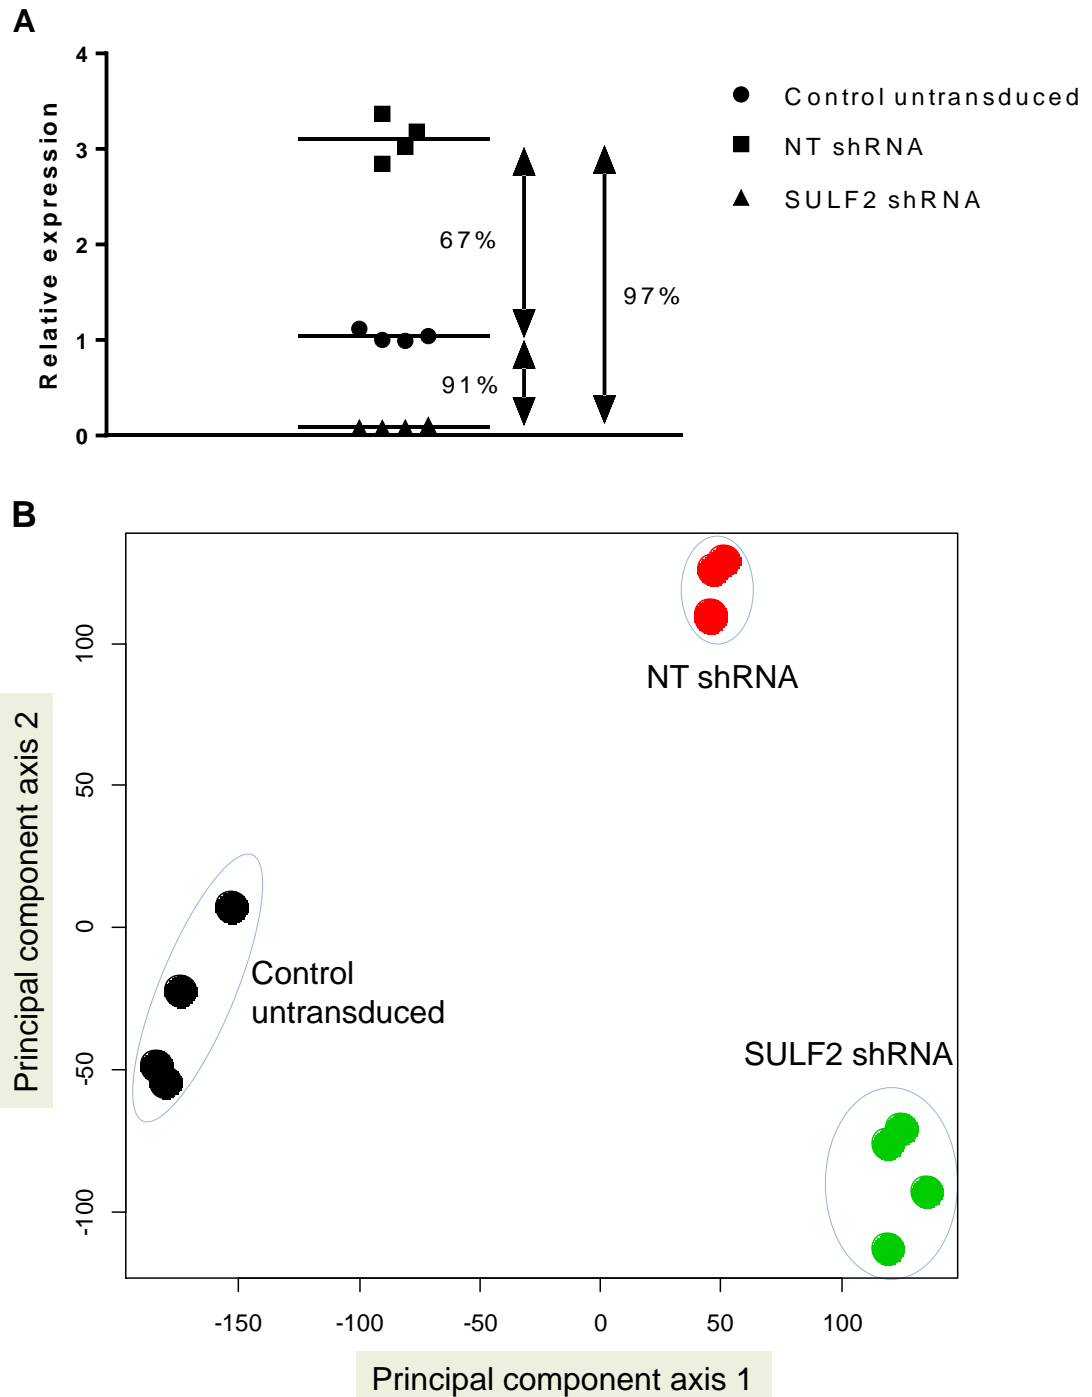 A
4
3
2
1
0
Relative expression
67%
91%
97%
Control untransduced
NT shRNA
SULF2 shRNA
B
100
50
0
-50
-100
Principal component axis 2
NT shRNA
Control
untransduced
SULF2 shRNA
-150
-100
-50
0
50
100
Principal component axis 1